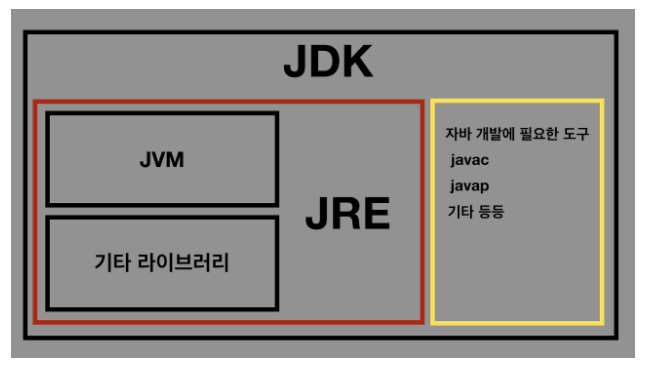 JDK
JVM
JRE
기타 라이브러리
자바 개발에 필요한 도구
javac
javap
기타 등등